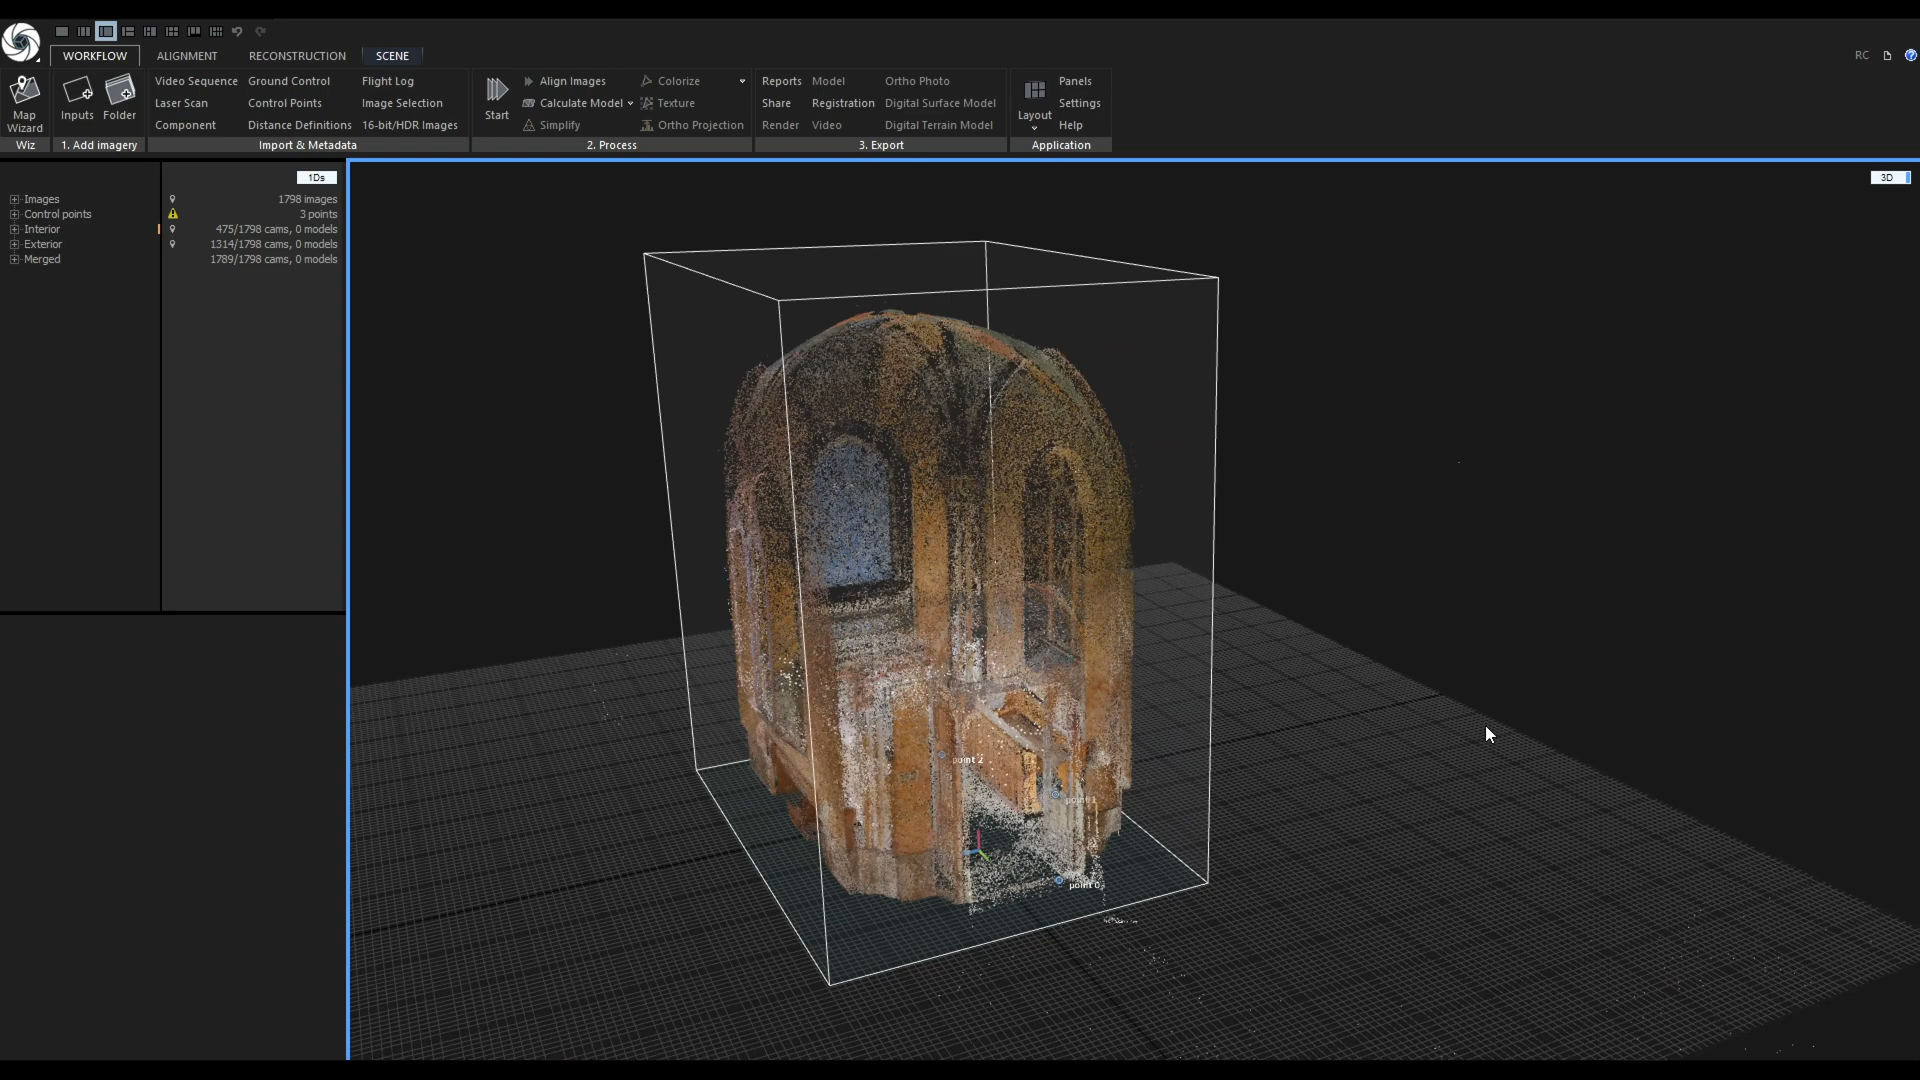 WORKFLOW ALIGNMENT RECONSTRUCTION SCENE
RC
Map Wizard
Inputs
Folder
Video Sequence Ground Control Flight Log
Laser Scan Control Points Image Selection
Component Distance Definitions 16-bit/HDR Images
Start
Align Images Colorize
Calculate Model Texture
Simplify Ortho Projection
Reports Model Ortho Photo
Share Registration Digital Surface Model
Render Video Digital Terrain Model
Layout
Panels
Settings
Help
Wiz 1. Add imagery Import & Metadata 2. Process 3. Export Application
1Ds
3D
Images 1798 images
Control points 3 points
Interior 475/1798 cams, 0 models
Exterior 1314/1798 cams, 0 models
Merged 1789/1798 cams, 0 models
point 2
point 1
point 0